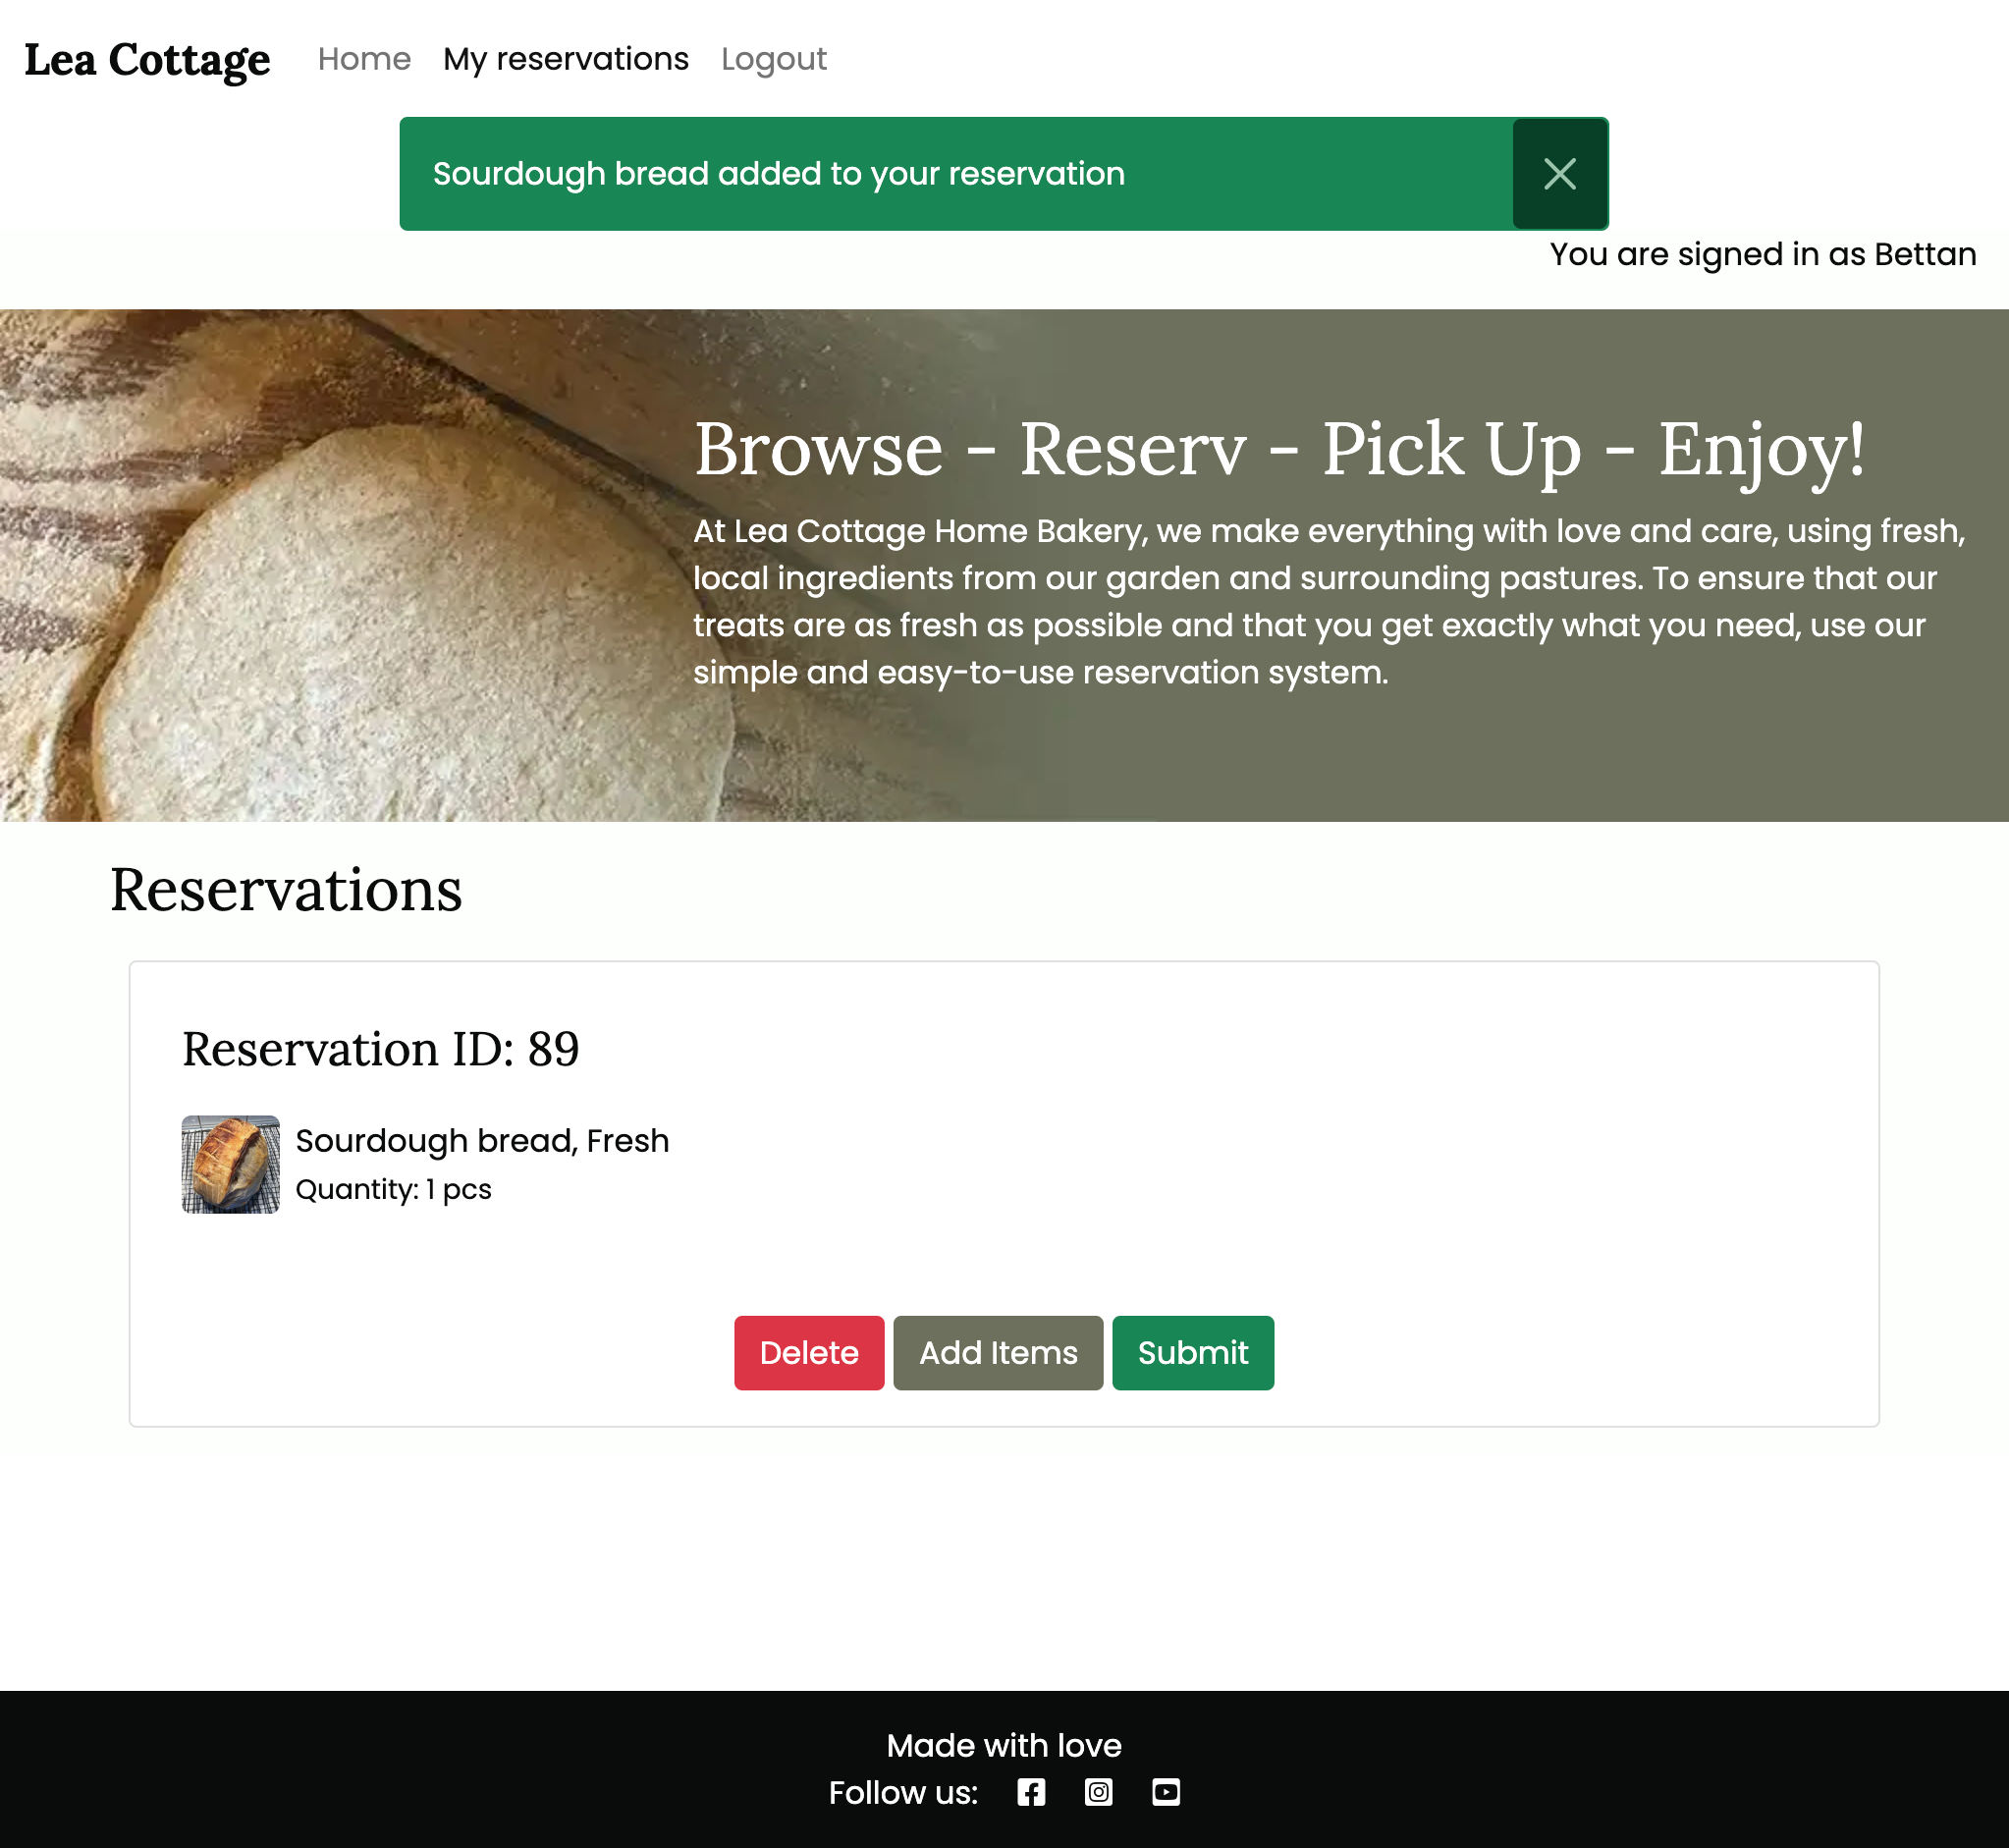 Lea Cottage Home My reservations Logout
Sourdough bread added to your reservation
You are signed in as Bettan
Browse - Reserv - Pick Up - Enjoy!
At Lea Cottage Home Bakery, we make everything with love and care, using fresh,
local ingredients from our garden and surrounding pastures. To ensure that our
treats are as fresh as possible and that you get exactly what you need, use our
simple and easy-to-use reservation system.
Reservations
Reservation ID: 89
Sourdough bread, Fresh
Quantity: 1 pcs
Delete Add Items Submit
Made with love
Follow us: